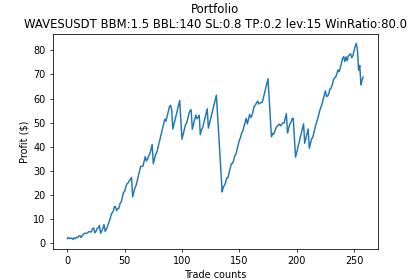 Portfolio
WAVESUSDT BBM:1.5 BBL:140 SL:0.8 TP:0.2 lev:15 WinRatio:80.0
Profit ($)
80
70
60
50
40
30
20
10
0
0 50 100 150 200 250
Trade counts